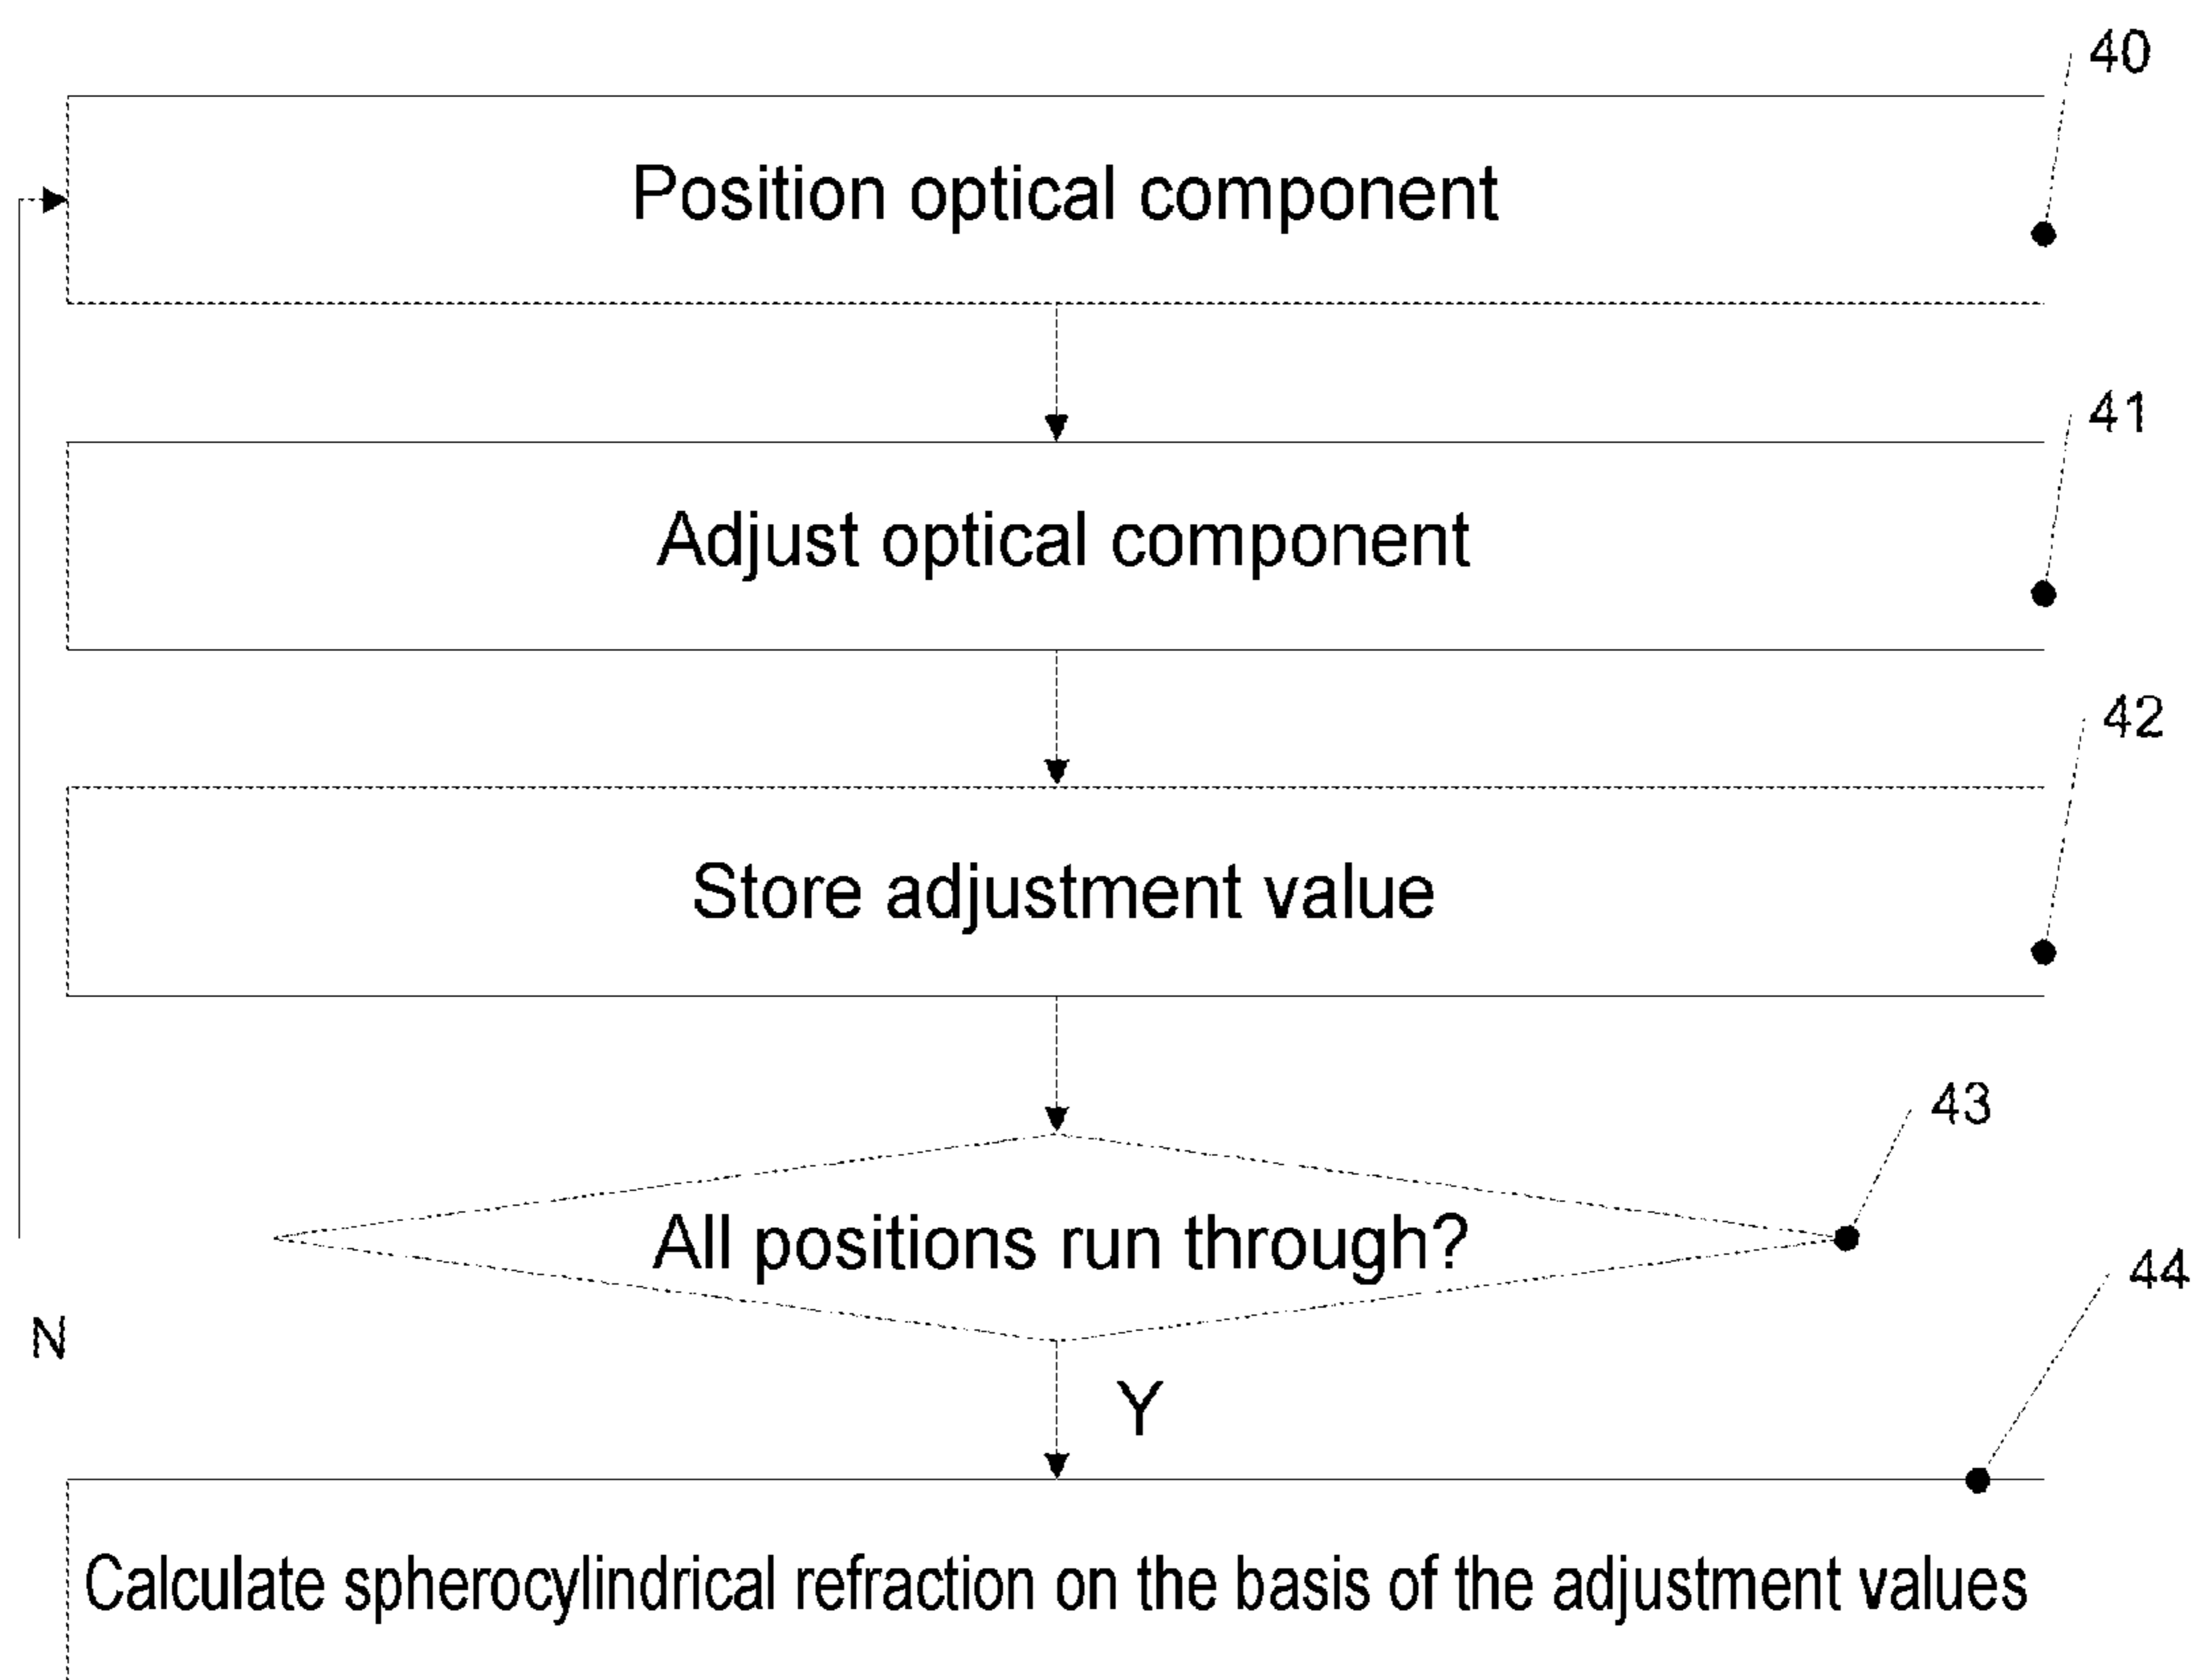 40
Position optical component
41
Adjust optical component
42
Store adjustment value
43
All positions run through?
44
N
Y
Calculate spherocylindrical refraction on the basis of the adjustment values